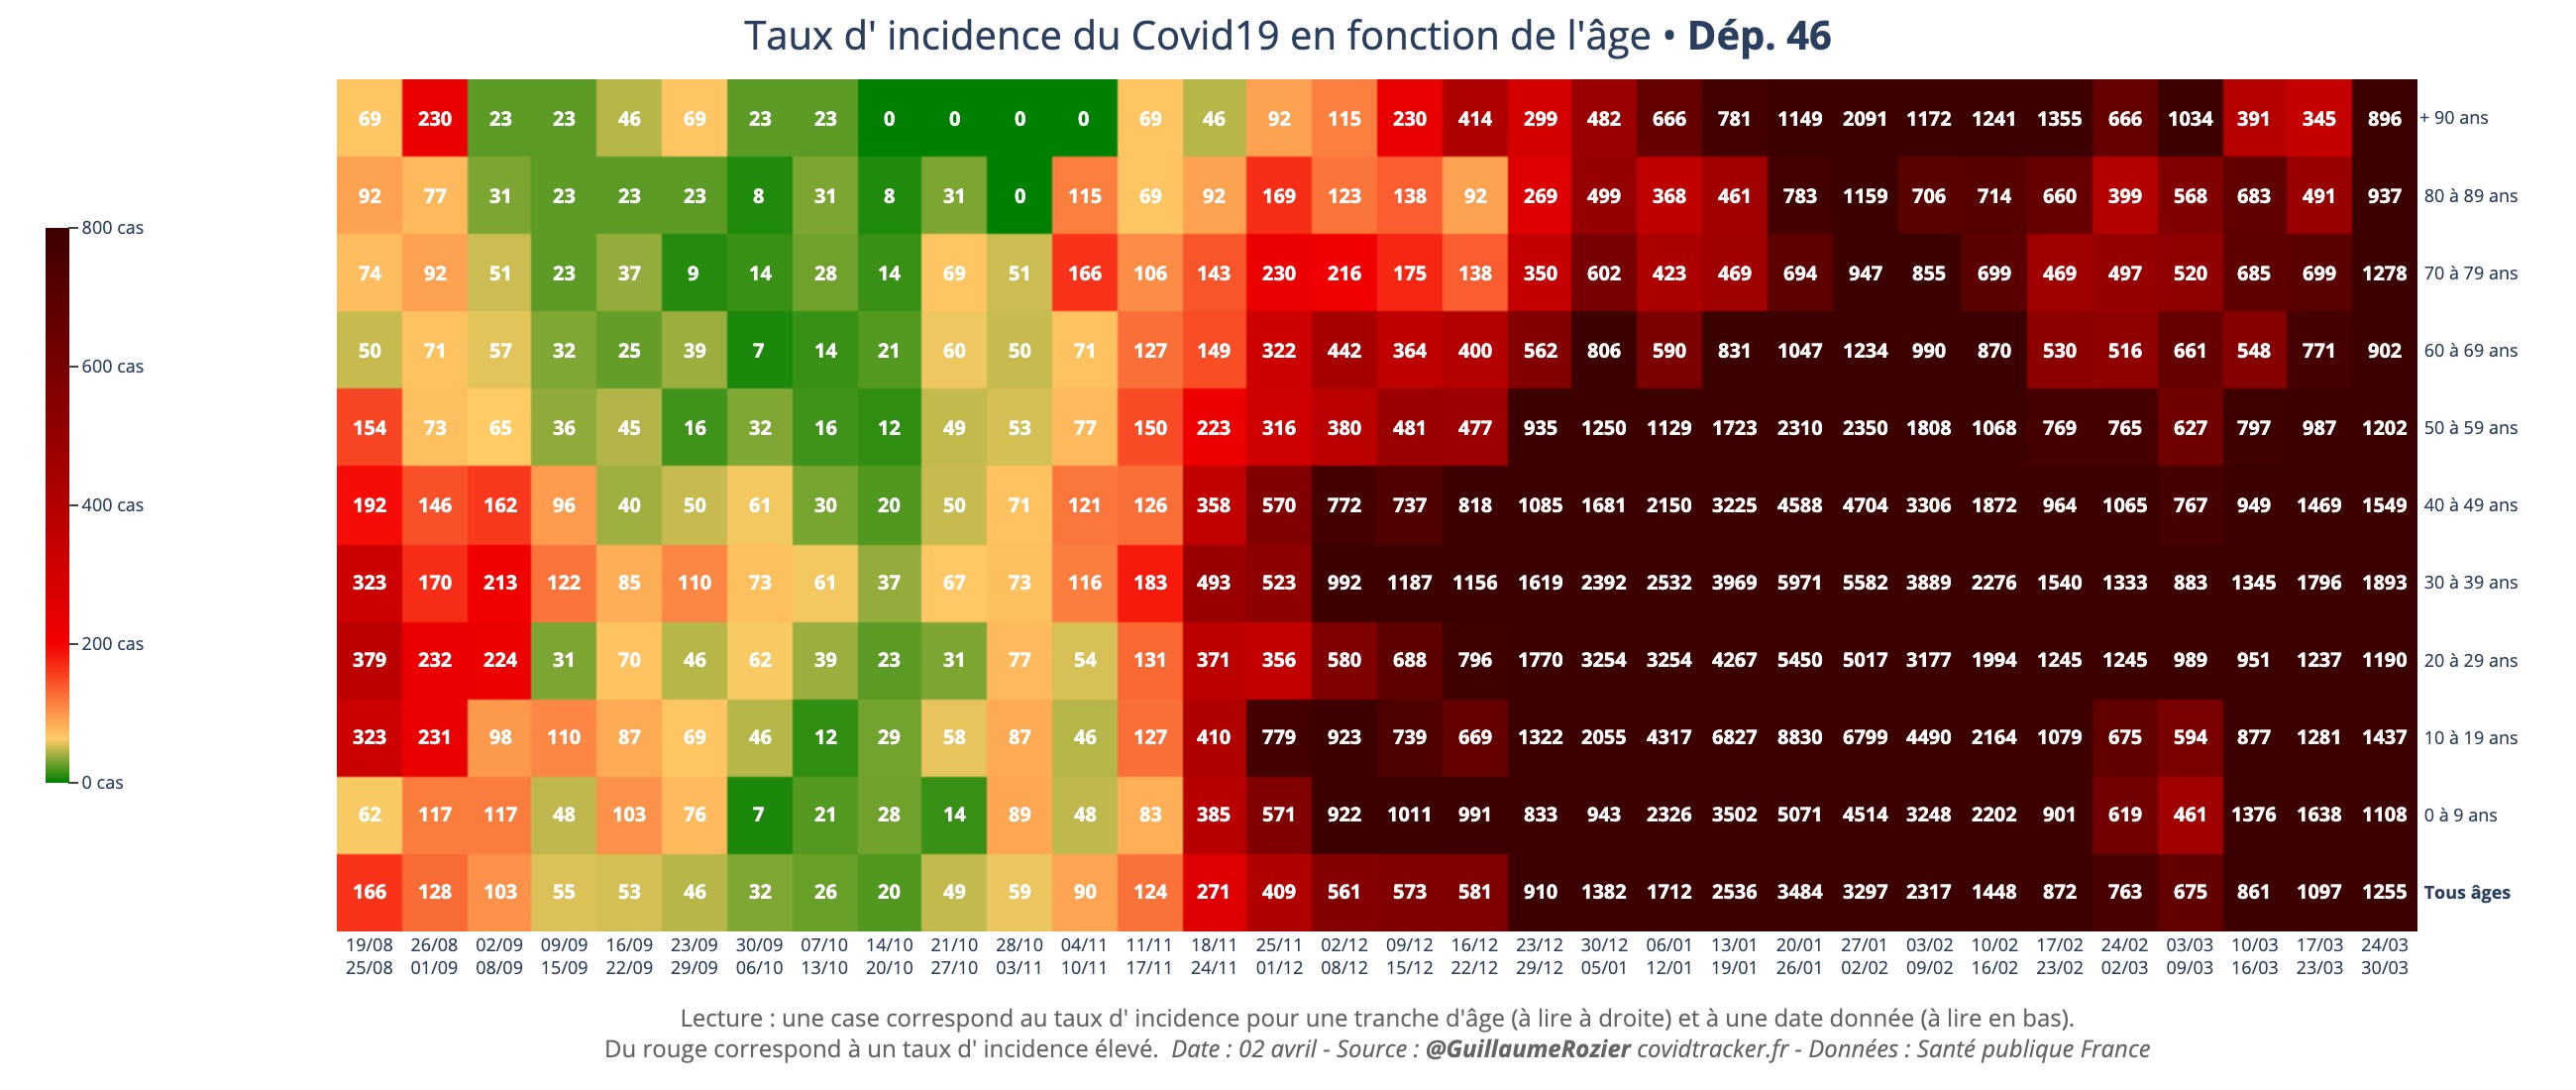 Taux d' incidence du Covid19 en fonction de l'âge • Dép. 46
800 cas
600 cas
400 cas
200 cas
0 cas
69 230 23 23 46 69 23 23 0 0 0 0 69 46 92 115 230 414 299 482 666 781 1149 2091 1172 1241 1355 666 1034 391 345 896 + 90 ans
92 77 31 23 23 23 8 31 8 31 0 115 69 92 169 123 138 92 269 499 368 461 783 1159 706 714 660 399 568 683 491 937 80 à 89 ans
74 92 51 23 37 9 14 28 14 69 51 166 106 143 230 216 175 138 350 602 423 469 694 947 855 699 469 497 520 685 699 1278 70 à 79 ans
50 71 57 32 25 39 7 14 21 60 50 71 127 149 322 442 364 400 562 806 590 831 1047 1234 990 870 530 516 661 548 771 902 60 à 69 ans
154 73 65 36 45 16 32 16 12 49 53 77 150 223 316 380 481 477 935 1250 1129 1723 2310 2350 1808 1068 769 765 627 797 987 1202 50 à 59 ans
192 146 162 96 40 50 61 30 20 50 71 121 126 358 570 772 737 818 1085 1681 2150 3225 4588 4704 3306 1872 964 1065 767 949 1469 1549 40 à 49 ans
323 170 213 122 85 110 73 61 37 67 73 116 183 493 523 992 1187 1156 1619 2392 2532 3969 5971 5582 3889 2276 1540 1333 883 1345 1796 1893 30 à 39 ans
379 232 224 31 70 46 62 39 23 31 77 54 131 371 356 580 688 796 1770 3254 3254 4267 5450 5017 3177 1994 1245 1245 989 951 1237 1190 20 à 29 ans
323 231 98 110 87 69 46 12 29 58 87 46 127 410 779 923 739 669 1322 2055 4317 6827 8830 6799 4490 2164 1079 675 594 877 1281 1437 10 à 19 ans
62 117 117 48 103 76 7 21 28 14 89 48 83 385 571 922 1011 991 833 943 2326 3502 5071 4514 3248 2202 901 619 461 1376 1638 1108 0 à 9 ans
166 128 103 55 53 46 32 26 20 49 59 90 124 271 409 561 573 581 910 1382 1712 2536 3484 3297 2317 1448 872 763 675 861 1097 1255 Tous âges
19/08 26/08 02/09 09/09 16/09 23/09 30/09 07/10 14/10 21/10 28/10 04/11 11/11 18/11 25/11 02/12 09/12 16/12 23/12 30/12 06/01 13/01 20/01 27/01 03/02 10/02 17/02 24/02 03/03 10/03 17/03 24/03
25/08 01/09 08/09 15/09 22/09 29/09 06/10 13/10 20/10 27/10 03/11 10/11 17/11 24/11 01/12 08/12 15/12 22/12 29/12 05/01 12/01 19/01 26/01 02/02 09/02 16/02 23/02 02/03 09/03 16/03 23/03 30/03
Lecture : une case correspond au taux d' incidence pour une tranche d'âge (à lire à droite) et à une date donnée (à lire en bas).
Du rouge correspond à un taux d' incidence élevé. Date : 02 avril - Source : @GuillaumeRozier covidtracker.fr - Données : Santé publique France